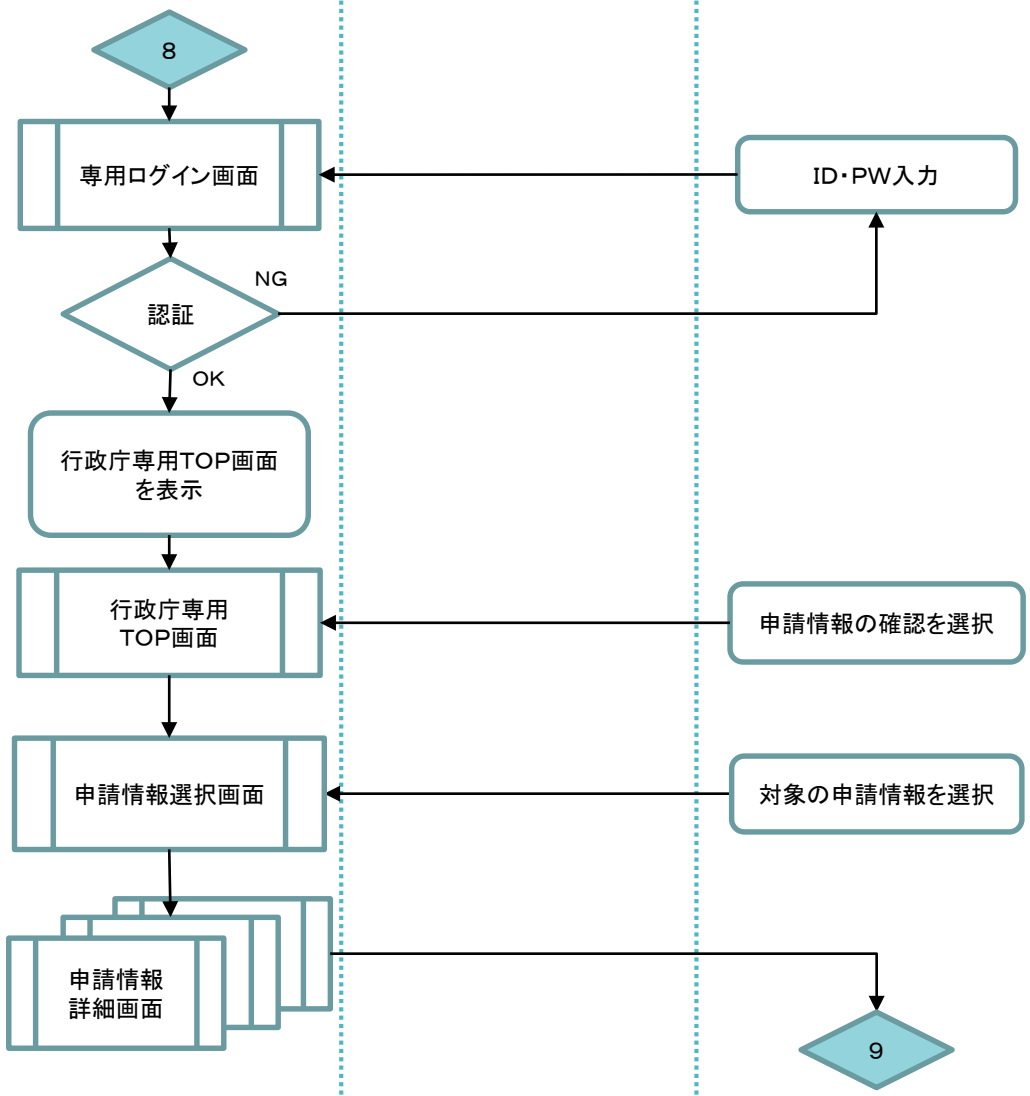 ８
専用ログイン画面
ID・PW入力
NG
認証
OK
行政庁専用TOP画面
を表示
行政庁専用
TOP画面
申請情報の確認を選択
申請情報選択画面
対象の申請情報を選択
申請情報
詳細画面
９